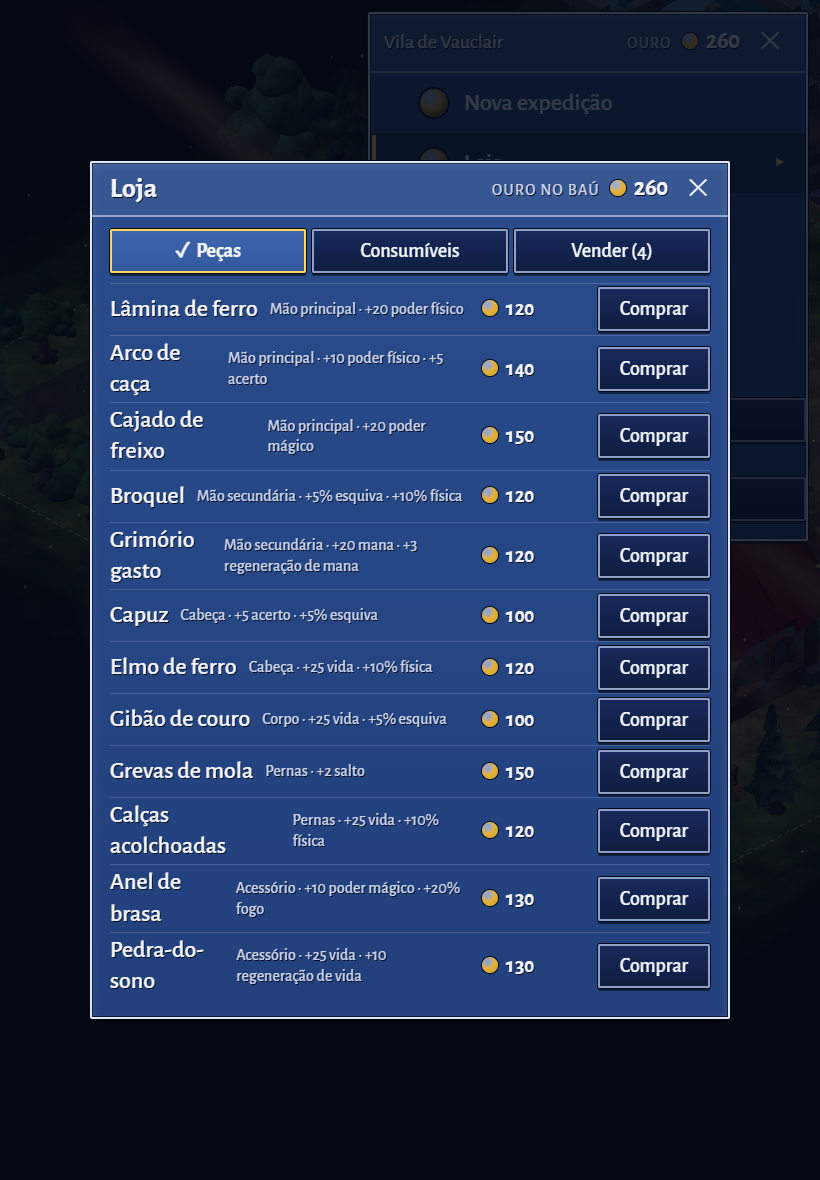 Vila de Vauclair OURO 260
Nova expedição
Loja OURO NO BAÚ 260
✓ Peças Consumíveis Vender (4)
Lâmina de ferro Mão principal · +20 poder físico 120 Comprar
Arco de
caça
Mão principal · +10 poder físico · +5
acerto
140 Comprar
Cajado de
freixo
Mão principal · +20 poder
mágico
150 Comprar
Broquel Mão secundária · +5% esquiva · +10% física 120 Comprar
Grimório
gasto
Mão secundária · +20 mana · +3
regeneração de mana
120 Comprar
Capuz Cabeça · +5 acerto · +5% esquiva 100 Comprar
Elmo de ferro Cabeça · +25 vida · +10% física 120 Comprar
Gibão de couro Corpo · +25 vida · +5% esquiva 100 Comprar
Grevas de mola Pernas · +2 salto 150 Comprar
Calças
acolchoadas
Pernas · +25 vida · +10%
física
120 Comprar
Anel de
brasa
Acessório · +10 poder mágico · +20%
fogo
130 Comprar
Pedra-do-
sono
Acessório · +25 vida · +10
regeneração de vida
130 Comprar